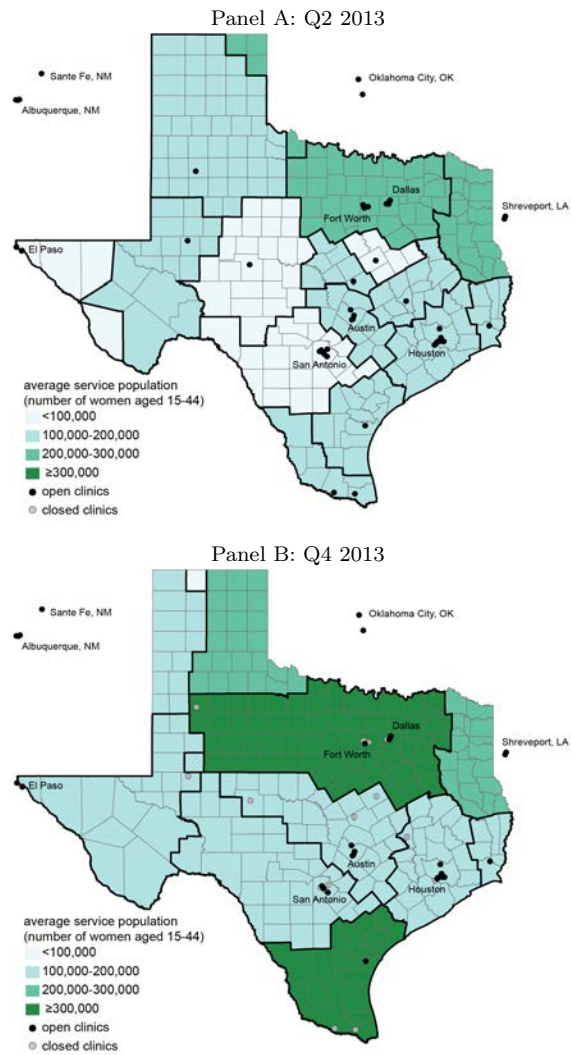 Panel A: Q2 2013
Sante Fe, NM
Oklahoma City, OK
Albuquerque, NM
Dallas
Fort Worth
Shreveport, LA
El Paso
Austin
Houston
San Antonio
average service population
(number of women aged 15-44)
<100,000
100,000-200,000
200,000-300,000
≥300,000
open clinics
closed clinics
Panel B: Q4 2013
Sante Fe, NM
Oklahoma City, OK
Albuquerque, NM
Dallas
Fort Worth
Shreveport, LA
El Paso
Austin
Houston
San Antonio
average service population
(number of women aged 15-44)
<100,000
100,000-200,000
200,000-300,000
≥300,000
open clinics
closed clinics